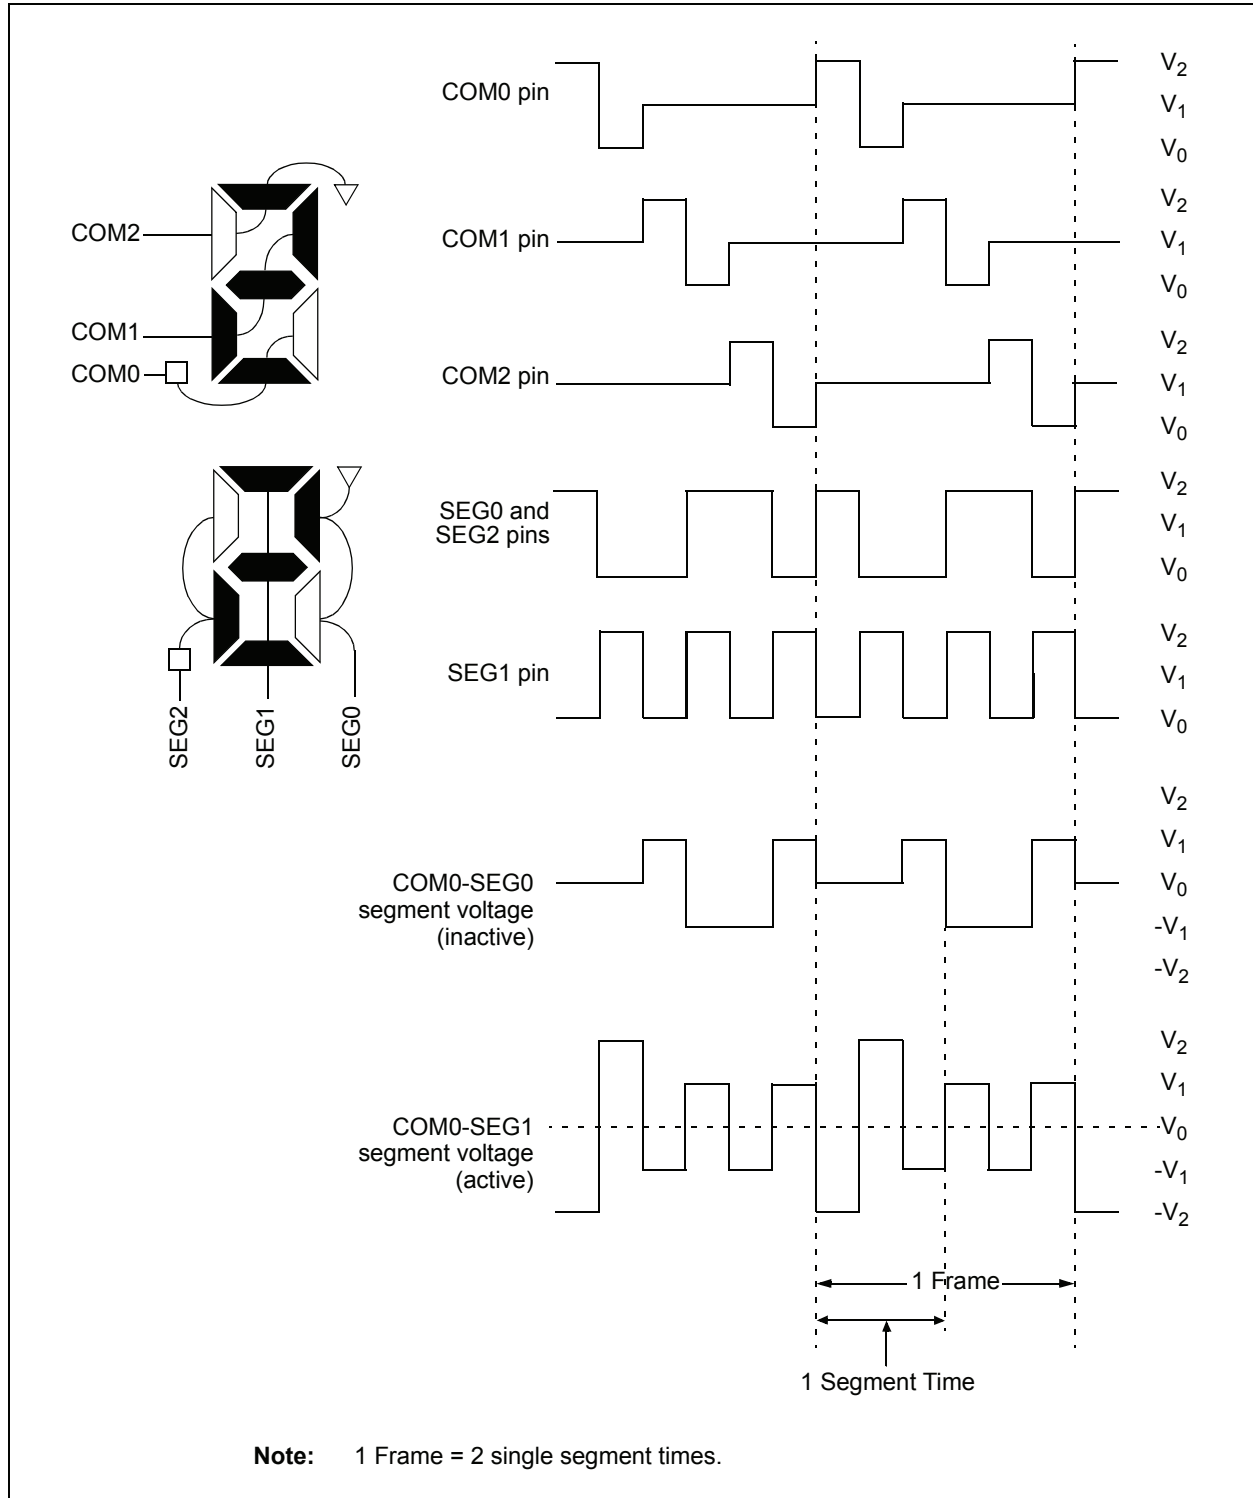 COM0 pin
V2
V1
V0
COM2
COM1 pin
V2
V1
V0
COM1
COM0
COM2 pin
V2
V1
V0
SEG0 and
SEG2 pins
V2
V1
V0
SEG1 pin
V2
V1
V0
SEG2
SEG1
SEG0
COM0-SEG0
segment voltage
(inactive)
V2
V1
V0
-V1
-V2
COM0-SEG1
segment voltage
(active)
V2
V1
V0
-V1
-V2
1 Frame
1 Segment Time
Note: 1 Frame = 2 single segment times.